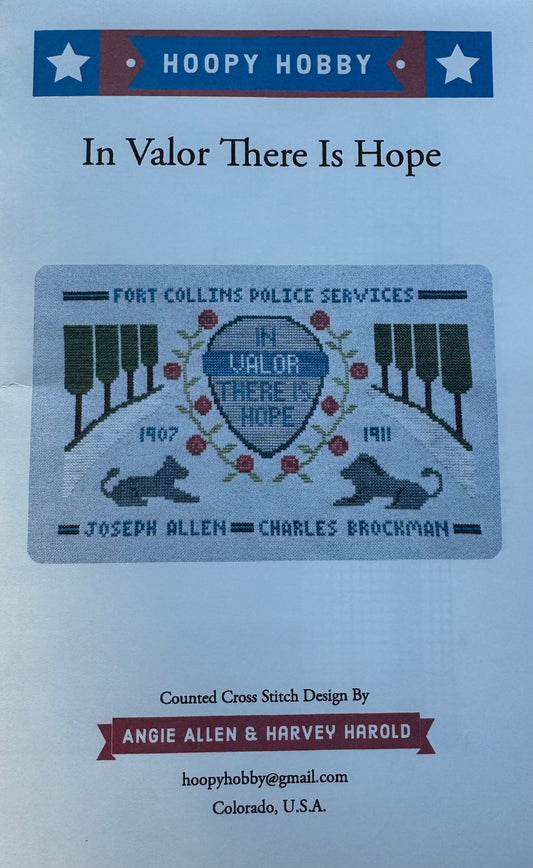 HOOPY HOBBY
In Valor There Is Hope
FORT COLLINS POLICE SERVICES
IN
VALOR
THERE IS
HOPE
1907
1911
JOSEPH ALLEN
CHARLES BROCKMAN
Counted Cross Stitch Design By
ANGIE ALLEN & HARVEY HAROLD
hoopyhobby@gmail.com
Colorado, U.S.A.